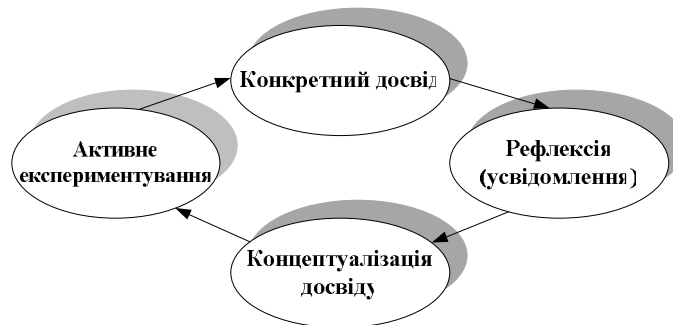 Конкретний досвід
Рефлексія
(усвідомлення)
Концептуалізація
досвіду
Активне
експериментування